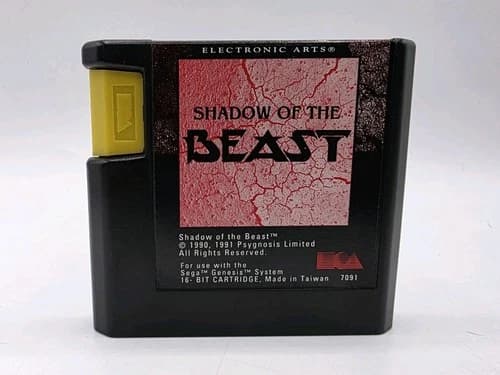 ELECTRONIC ARTS®
SHADOW OF THE
BEAST
Shadow of the Beast™
© 1990, 1991 Psygnosis Limited
All Rights Reserved.
For use with the
Sega™ Genesis™ System
16- BIT CARTRIDGE, Made in Taiwan 7091
ECA